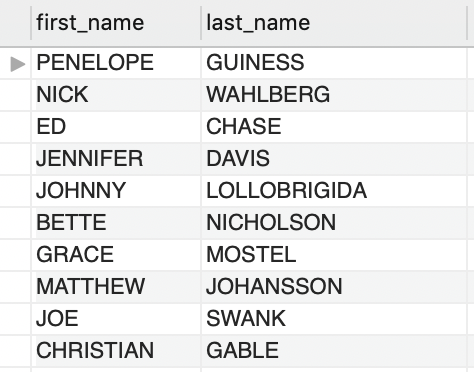 first_name last_name
PENELOPE GUINESS
NICK WAHLBERG
ED CHASE
JENNIFER DAVIS
JOHNNY LOLLOBRIGIDA
BETTE NICHOLSON
GRACE MOSTEL
MATTHEW JOHANSSON
JOE SWANK
CHRISTIAN GABLE